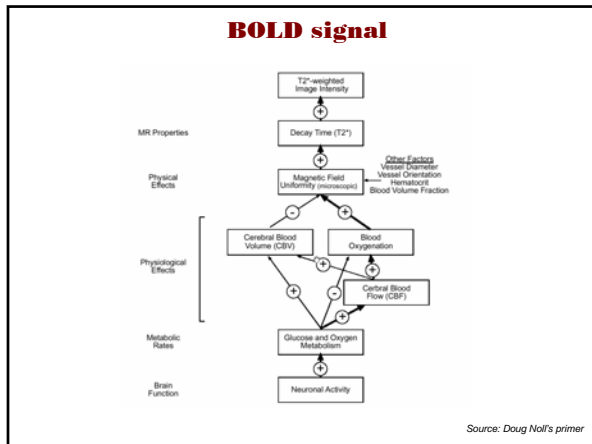 BOLD signal
T2*-weighted
Image Intensity
+
MR Properties
Decay Time (T2*)
+
Other Factors
Vessel Diameter
Vessel Orientation
Hematocrit
Blood Volume Fraction
Physical
Effects
Magnetic Field
Uniformity (microscopic)
-
+
Cerebral Blood
Volume (CBV)
Blood
Oxygenation
Physiological
Effects
+
+
+
-
Cerbral Blood
Flow (CBF)
+
Metabolic
Rates
Glucose and Oxygen
Metabolism
+
Brain
Function
Neuronal Activity
Source: Doug Noll's primer